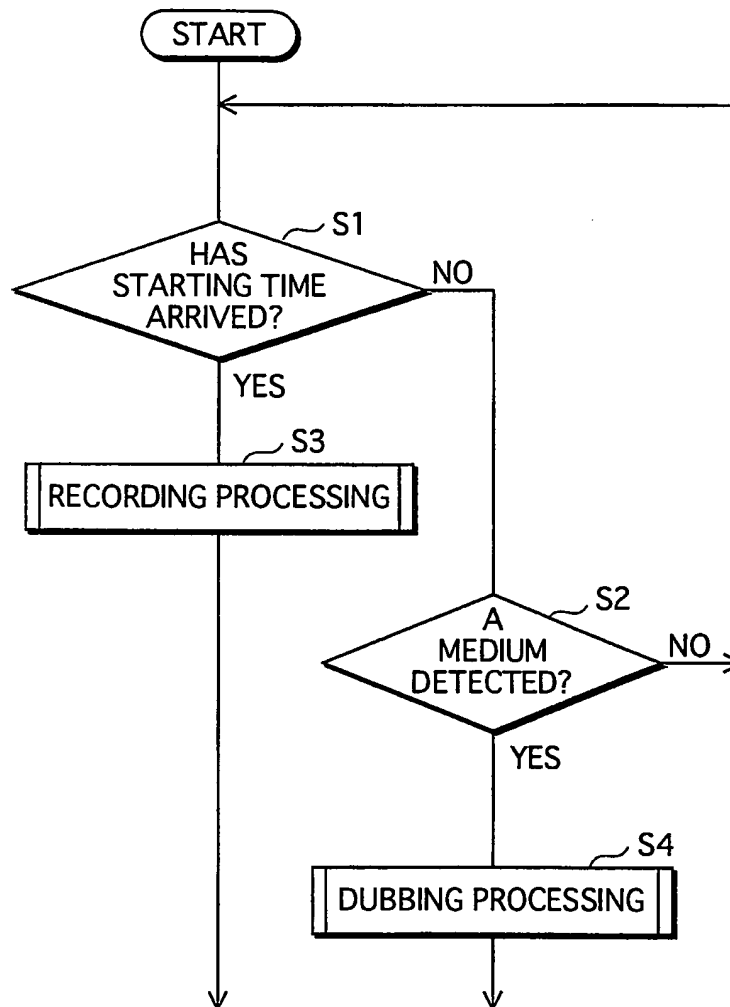 START
S1
HAS
STARTING TIME
ARRIVED?
NO
YES
S3
RECORDING PROCESSING
S2
A
MEDIUM
DETECTED?
NO
YES
S4
DUBBING PROCESSING